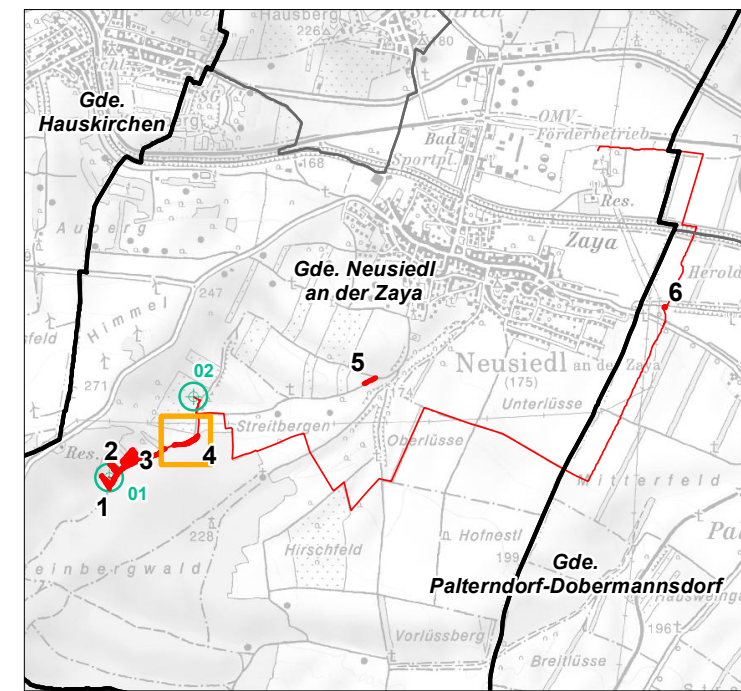 Hausberg
226
180
Gde.
Hauskirchen
OMV-
Förderbetrieb
Bad
Sportpl.
168
Res.
Auberg
Zaya
Gde. Neusiedl
an der Zaya
Herold
247
Himmel
6
5
Neusiedl an der Zaya
(175)
271
02
174
Unterlüsse
Streitbergen
Oberlüsse
Res.
2
3
4
01
1
Mitterfeld
228
Hofnestl
199
Hirschfeld
einbergwald
Gde.
Palterndorf-Dobermannsdorf
Vorlüssberg
196
Breitlüsse